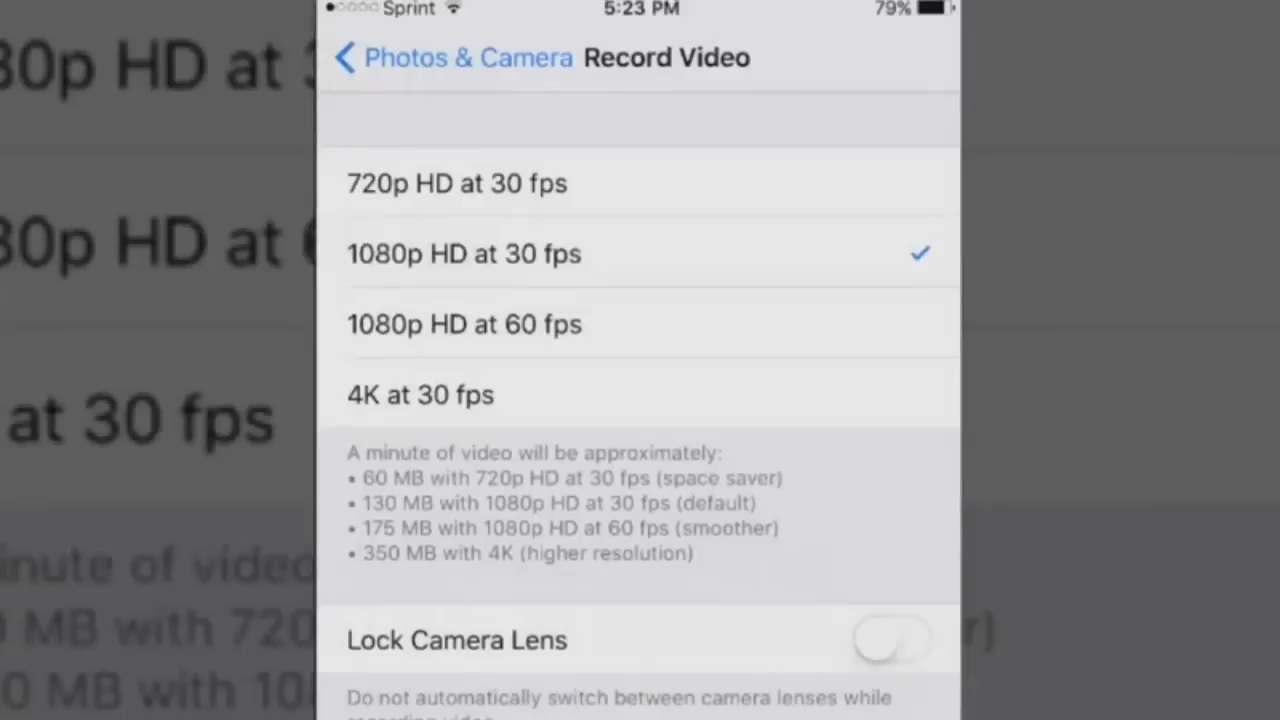 Sprint 5:23 PM 79%
Photos & Camera Record Video
720p HD at 30 fps
1080p HD at 30 fps
1080p HD at 60 fps
4K at 30 fps
A minute of video will be approximately:
• 60 MB with 720p HD at 30 fps (space saver)
• 130 MB with 1080p HD at 30 fps (default)
• 175 MB with 1080p HD at 60 fps (smoother)
• 350 MB with 4K (higher resolution)
Lock Camera Lens
Do not automatically switch between camera lenses while
recording video.